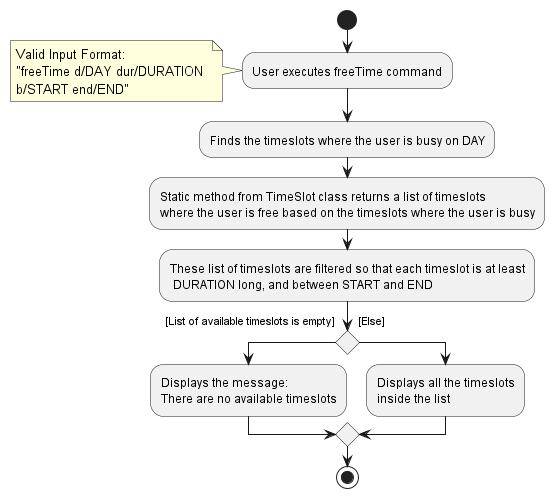 Valid Input Format:
"freeTime d/DAY dur/DURATION
b/START end/END"
User executes freeTime command
Finds the timeslots where the user is busy on DAY
Static method from TimeSlot class returns a list of timeslots
where the user is free based on the timeslots where the user is busy
These list of timeslots are filtered so that each timeslot is at least
DURATION long, and between START and END
[List of available timeslots is empty]
[Else]
Displays the message:
There are no available timeslots
Displays all the timeslots
inside the list